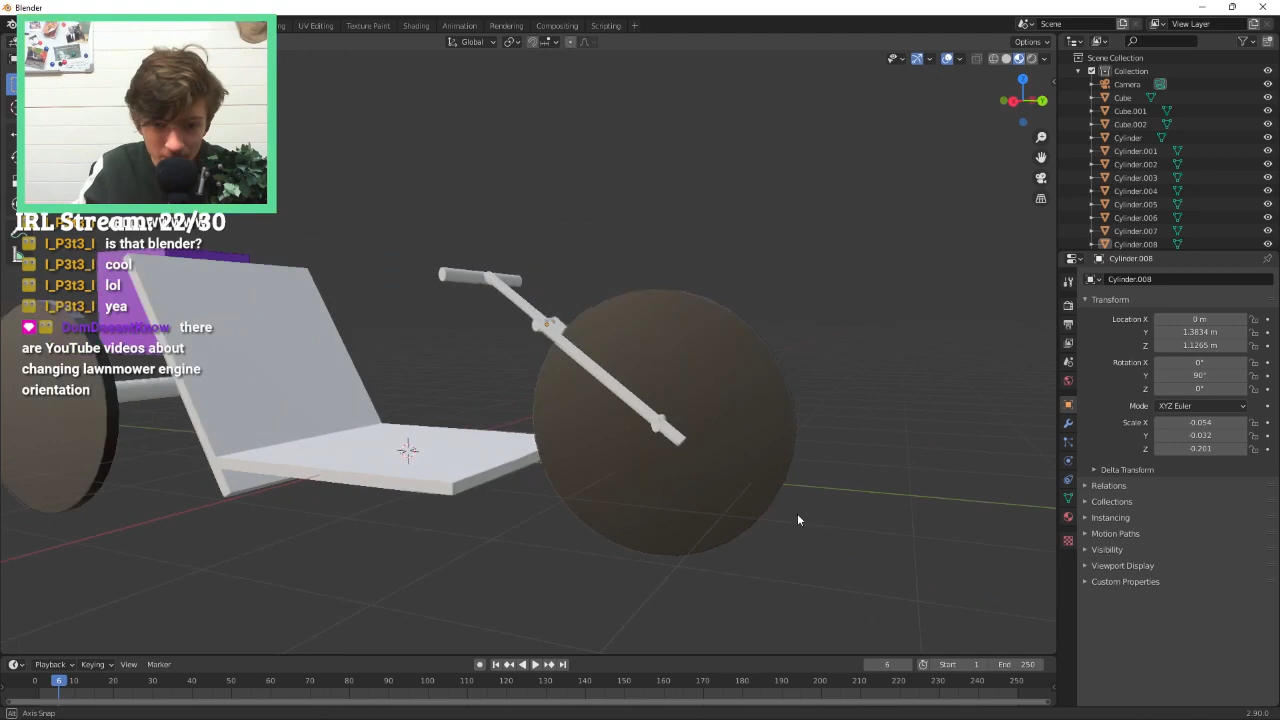 Blender
UV Editing
Texture Paint
Shading
Animation
Rendering
Compositing
Scripting
+
Scene
View Layer
Global
Options
IRL Stream: 22/30
I_P3t3_I is that blender?
I_P3t3_I cool
I_P3t3_I lol
I_P3t3_I yea
DomDoesntKnow there
are YouTube videos about
changing lawnmower engine
orientation
Scene Collection
Collection
Camera
Cube
Cube.001
Cube.002
Cylinder
Cylinder.001
Cylinder.002
Cylinder.003
Cylinder.004
Cylinder.005
Cylinder.006
Cylinder.007
Cylinder.008
Cylinder.008
Cylinder.008
Transform
Location X 0 m
Y 1.3834 m
Z 1.1265 m
Rotation X 0°
Y 90°
Z 0°
Mode XYZ Euler
Scale X -0.054
Y -0.032
Z -0.201
Delta Transform
Relations
Collections
Instancing
Motion Paths
Visibility
Viewport Display
Custom Properties
Playback Keying View Marker 6 Start 1 End 250
0 6 10 20 30 40 50 60 70 80 90 100 110 120 130 140 150 160 170 180 190 200 210 220 230 240 250
Alt Axis Snap 2.90.0